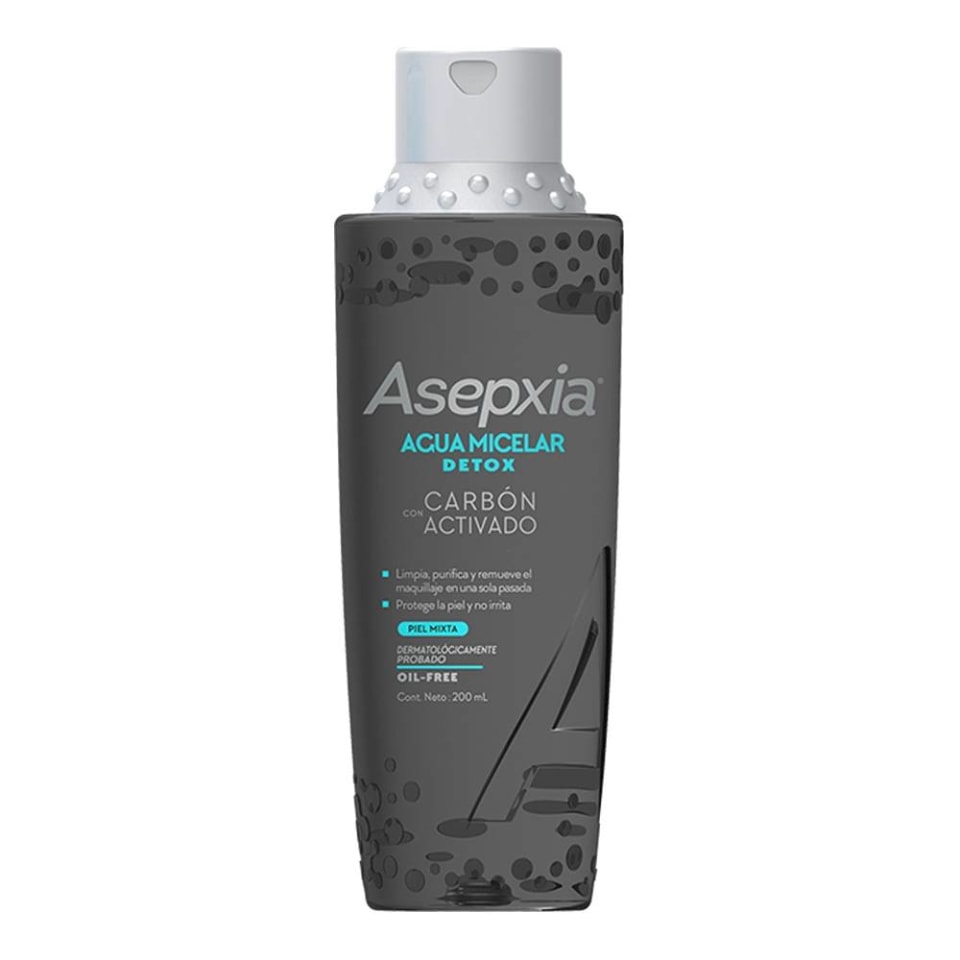 Asepxia®
AGUA MICELAR
DETOX
CON CARBÓN
ACTIVADO
Limpia, purifica y remueve el
maquillaje en una sola pasada
Protege la piel y no irrita
PIEL MIXTA
DERMATOLÓGICAMENTE
PROBADO
OIL-FREE
Cont. Neto : 200 mL
A